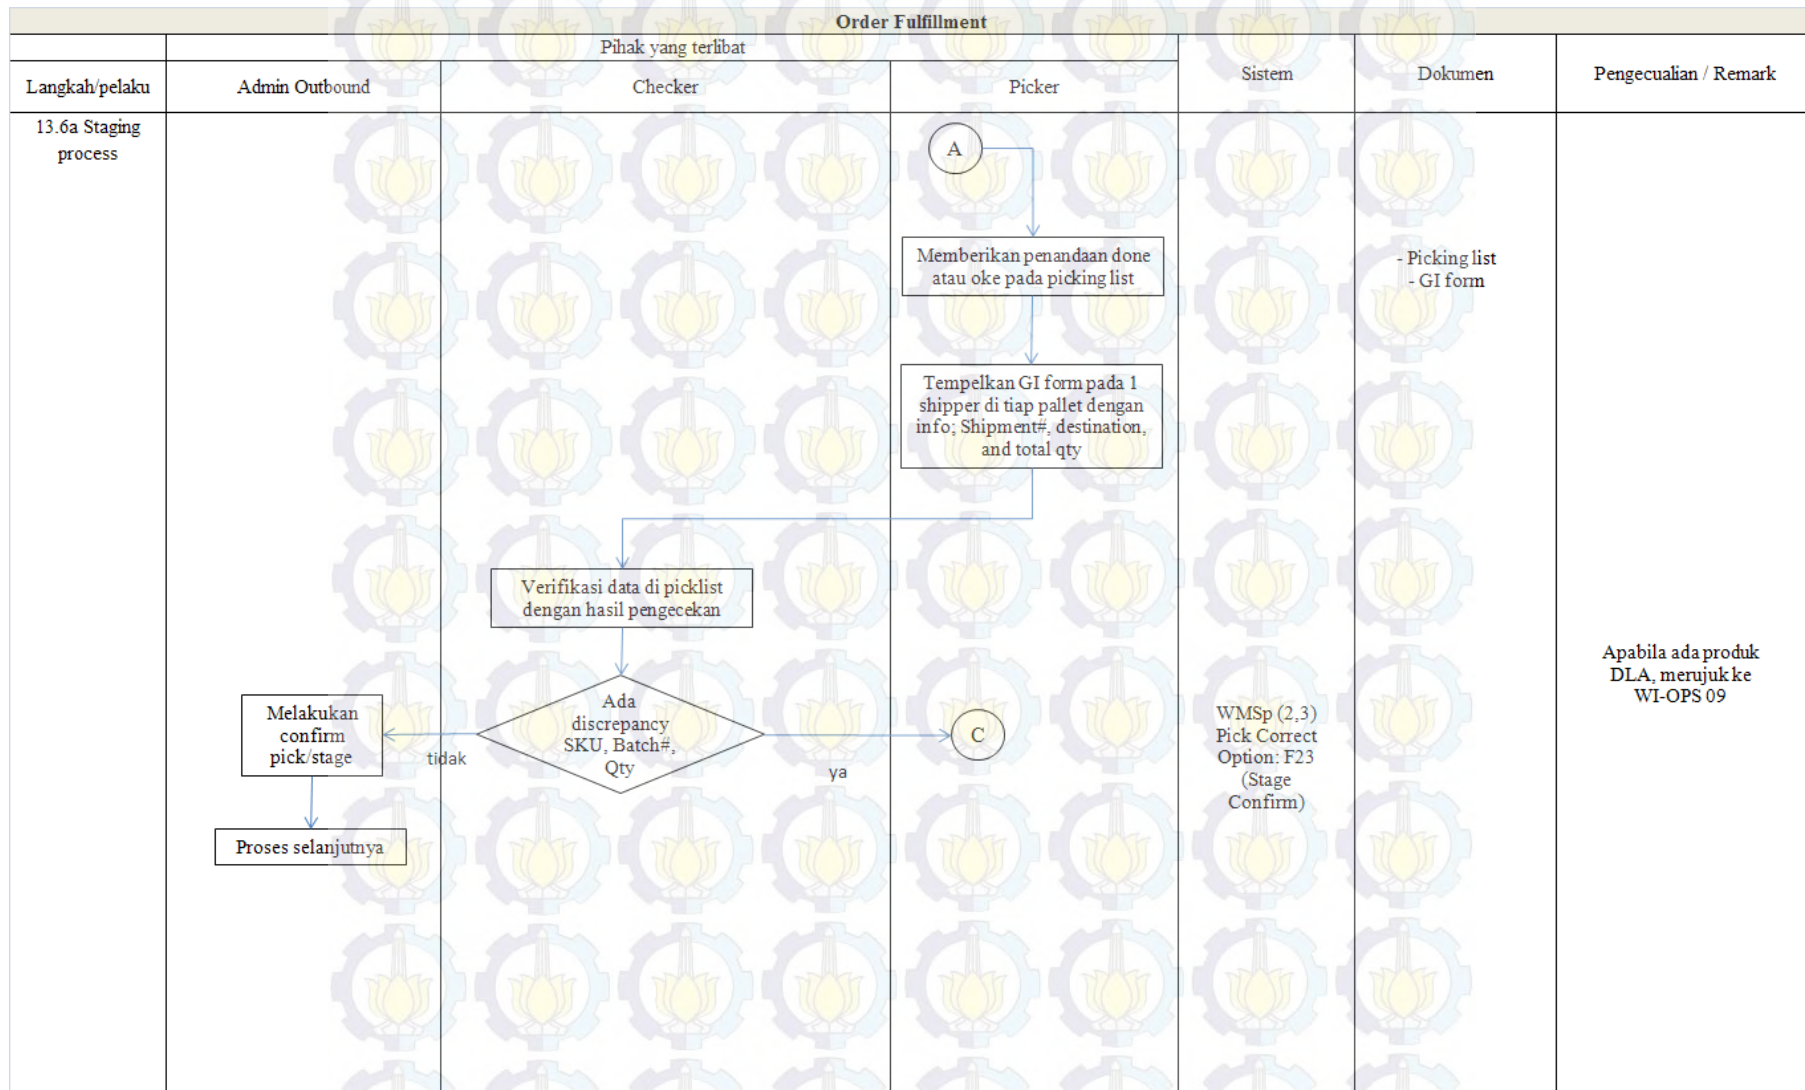 Order Fulfillment
Pihak yang terlibat
Langkah/pelaku
Admin Outbound
Checker
Picker
Sistem
Dokumen
Pengecualian / Remark
13.6a Staging
process
A
Memberikan penandaan done
atau oke pada picking list
- Picking list
- GI form
Tempelkan GI form pada 1
shipper di tiap pallet dengan
info; Shipment#, destination,
and total qty
Verifikasi data di picklist
dengan hasil pengecekan
Ada
discrepancy
SKU, Batch#,
Qty
tidak
ya
Melakukan
confirm
pick/stage
Proses selanjutnya
C
WMSp (2,3)
Pick Correct
Option: F23
(Stage
Confirm)
Apabila ada produk
DLA, merujuk ke
WI-OPS 09